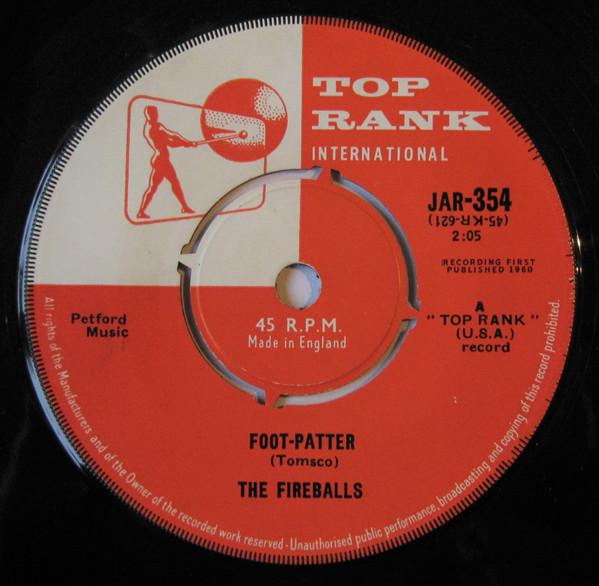 TOP
RANK
INTERNATIONAL
JAR-354
(45-KR-621)
2:05
RECORDING FIRST
PUBLISHED 1960
Petford
Music
A
"TOP RANK"
(U.S.A.)
record
45 R.P.M.
Made in England
FOOT-PATTER
(Tomsco)
THE FIREBALLS
All rights of the Manufacturers and of the Owner of the recorded work reserved - Unauthorised public performance, broadcasting and copying of this record prohibited.